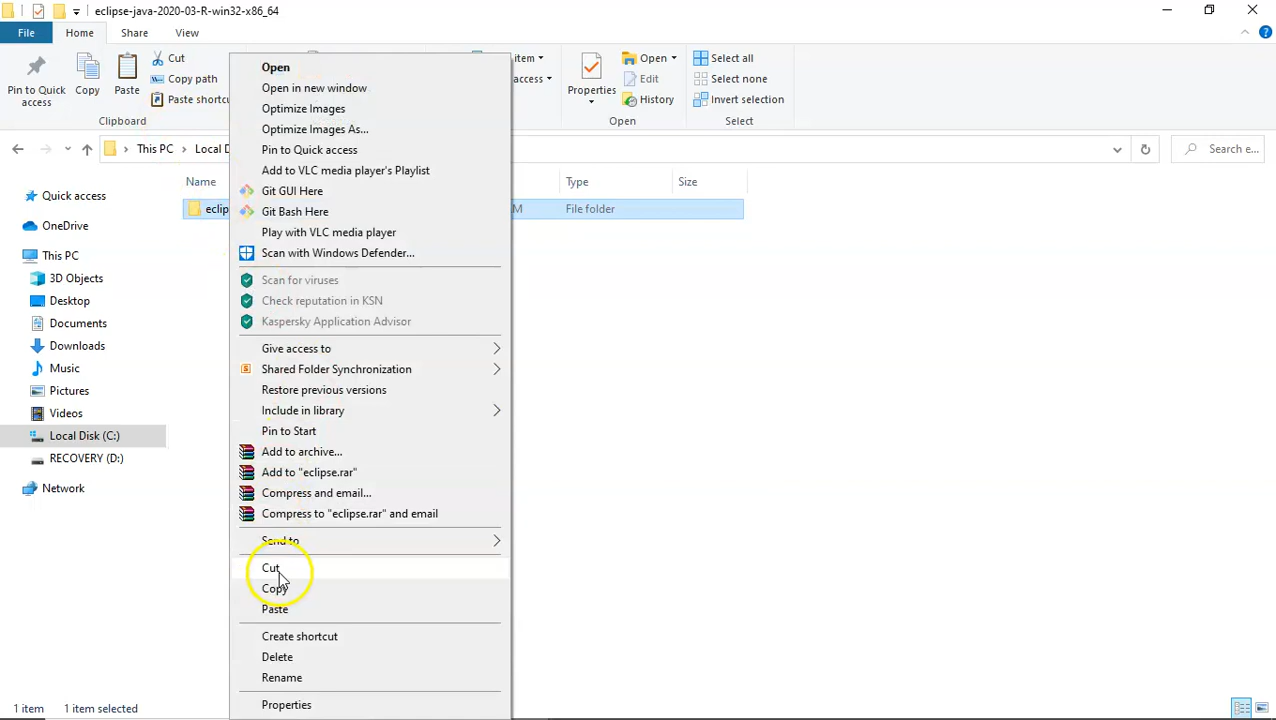 eclipse-java-2020-03-R-win32-x86_64
File Home Share View
Pin to Quick access
Copy
Paste
Cut
Copy path
Paste shortcu
Clipboard
item
access
Properties
Open
Edit
History
Open
Select all
Select none
Invert selection
Select
This PC Local D
Search e...
Name Type Size
eclip M File folder
Quick access
OneDrive
This PC
3D Objects
Desktop
Documents
Downloads
Music
Pictures
Videos
Local Disk (C:)
RECOVERY (D:)
Network
Open
Open in new window
Optimize Images
Optimize Images As...
Pin to Quick access
Add to VLC media player's Playlist
Git GUI Here
Git Bash Here
Play with VLC media player
Scan with Windows Defender...
Scan for viruses
Check reputation in KSN
Kaspersky Application Advisor
Give access to
Shared Folder Synchronization
Restore previous versions
Include in library
Pin to Start
Add to archive...
Add to "eclipse.rar"
Compress and email...
Compress to "eclipse.rar" and email
Send to
Cut
Copy
Paste
Create shortcut
Delete
Rename
Properties
1 item 1 item selected